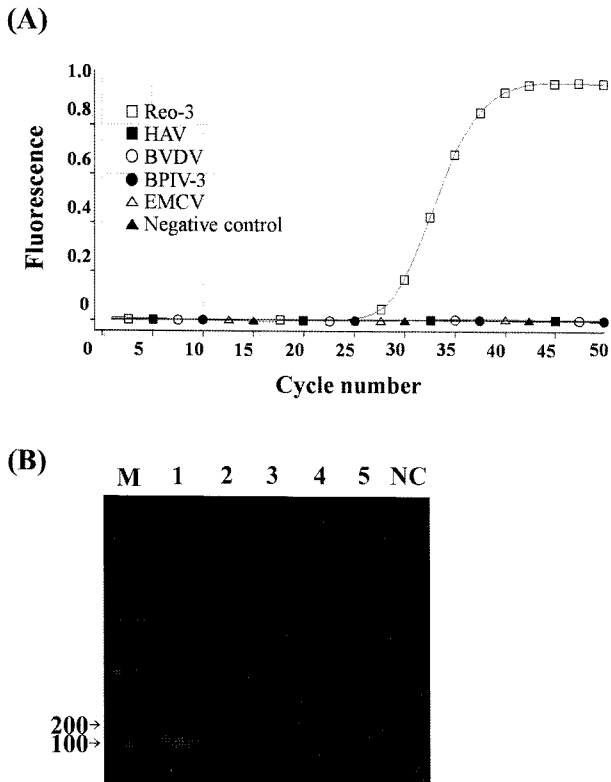 (A)
1.0
0.8
0.6
0.4
0.2
0
Fluorescence
Reo-3
HAV
BVDV
BPIV-3
EMCV
Negative control
0 5 10 15 20 25 30 35 40 45 50
Cycle number
(B)
M 1 2 3 4 5 NC
200→
100→